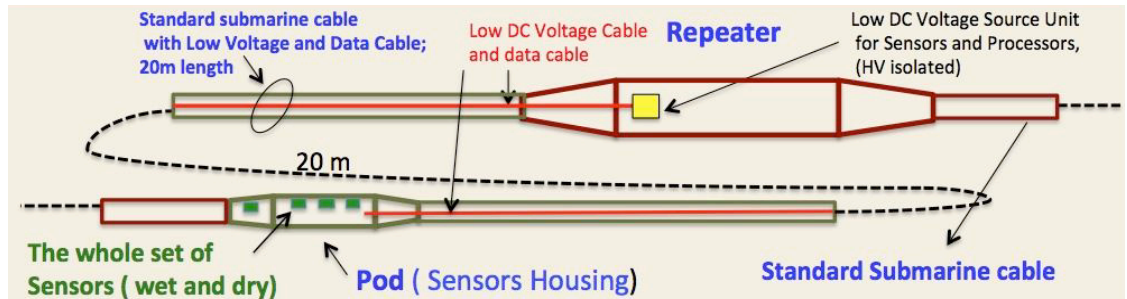 Standard submarine cable
with Low Voltage and Data Cable;
20m length
Low DC Voltage Cable
and data cable
Repeater
Low DC Voltage Source Unit
for Sensors and Processors,
(HV isolated)
20 m
The whole set of
Sensors ( wet and dry)
Pod ( Sensors Housing)
Standard Submarine cable